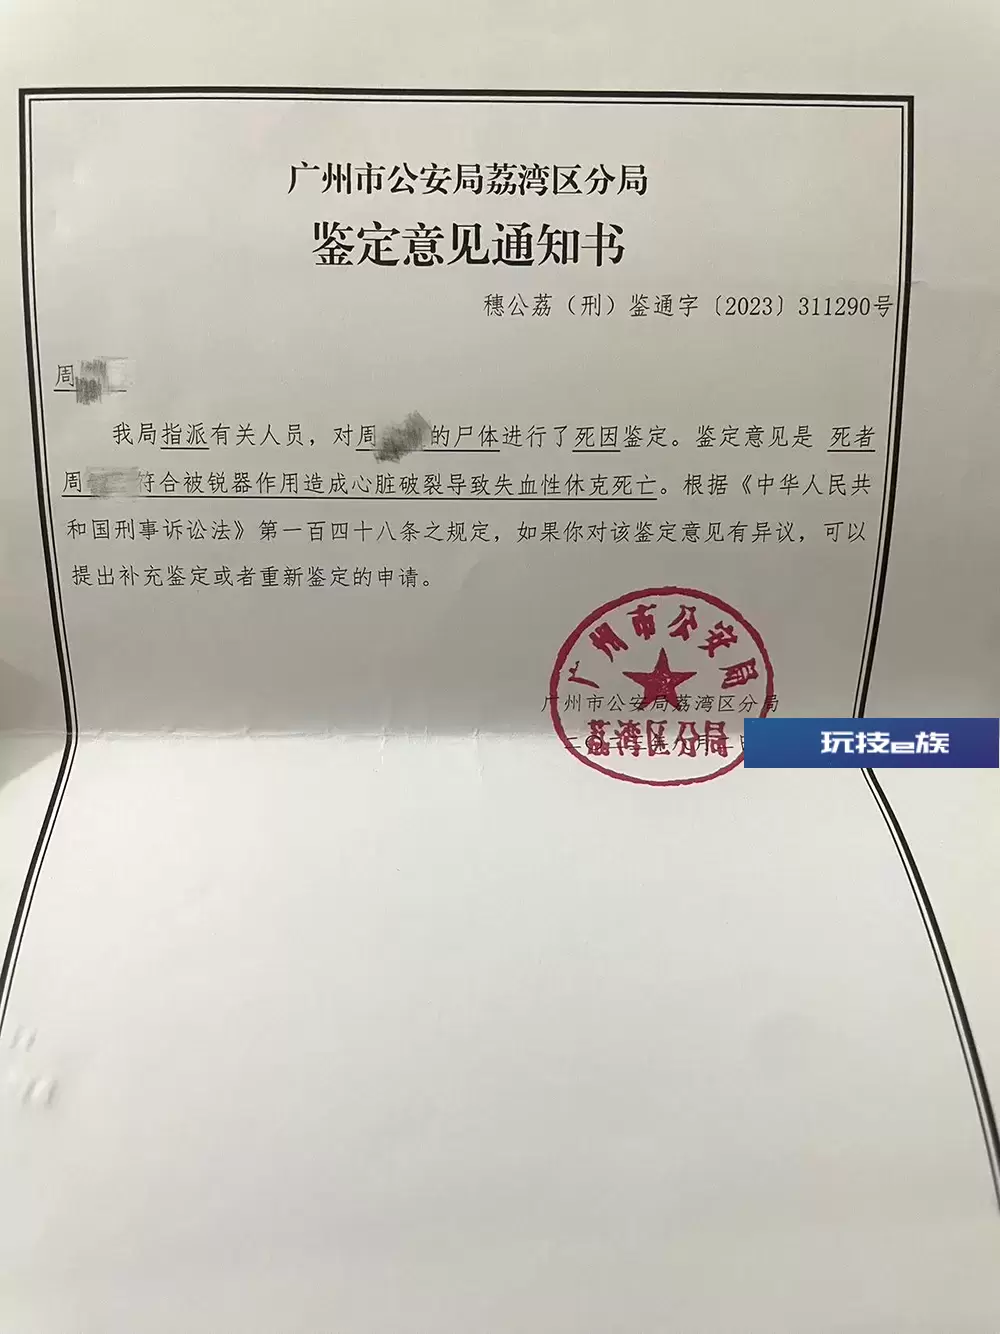 广州市公安局荔湾区分局
鉴定意见通知书
穗公荔（刑）鉴通字〔2023〕311290号
周
我局指派有关人员，对周 的尸体进行了死因鉴定。鉴定意见是 死者
周 符合被锐器作用造成心脏破裂导致失血性休克死亡。根据《中华人民共
和国刑事诉讼法》第一百四十八条之规定，如果你对该鉴定意见有异议，可以
提出补充鉴定或者重新鉴定的申请。
广州市公安局
荔湾区分局
广州市公安局荔湾区分局
玩技e族